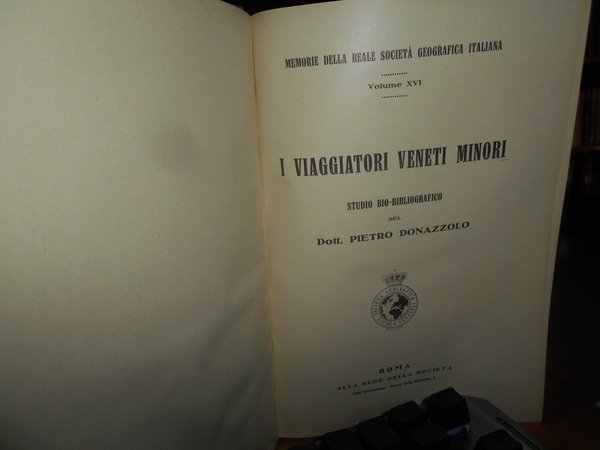 MEMORIE DELLA REALE SOCIETÀ GEOGRAFICA ITALIANA
Volume XVI
I VIAGGIATORI VENETI MINORI
STUDIO BIO-BIBLIOGRAFICO
DEL
Dott. PIETRO DONAZZOLO
ROMA
ALLA SEDE DELLA SOCIETÀ